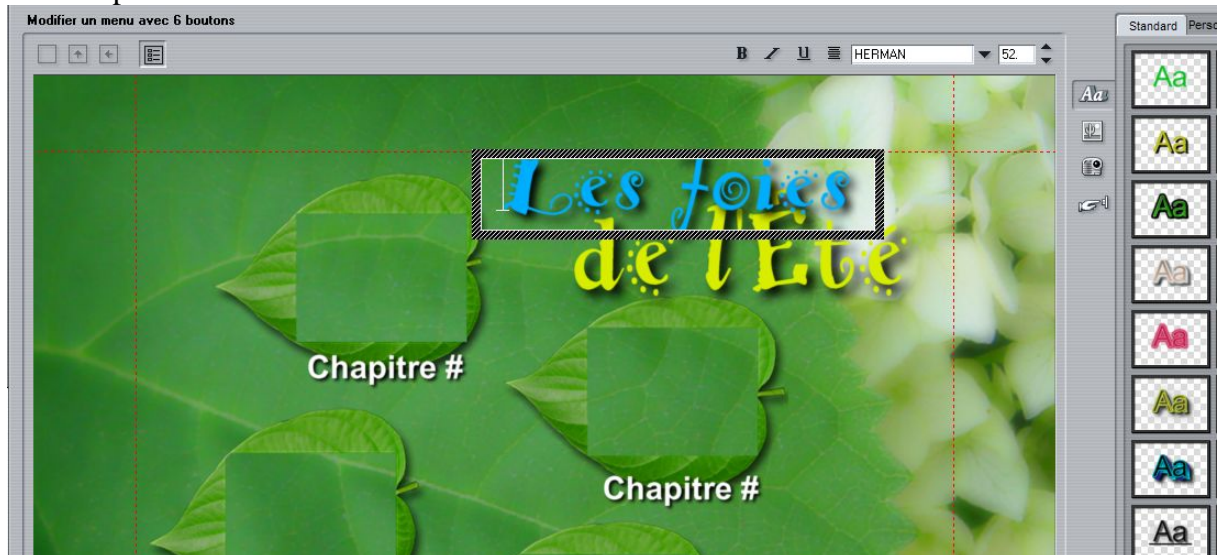 Modifier un menu avec 6 boutons
Standard
B I U HERMAN 52.
Aa
Aa
Les foies
de l'Eté
Aa
Aa
Aa
Chapitre #
Aa
Aa
Aa
Chapitre #
Aa